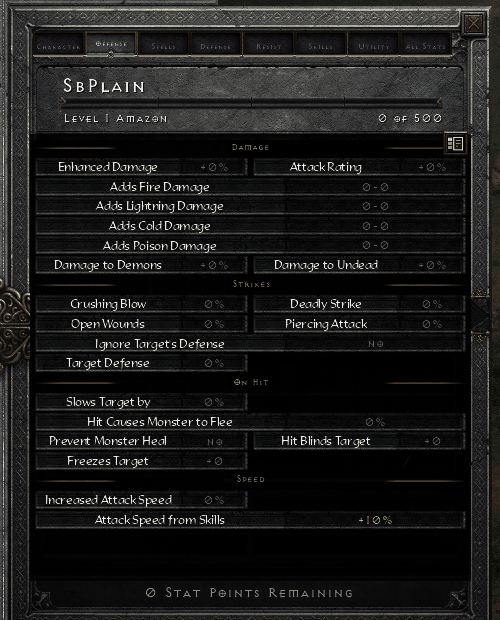 Character Offense Spells Defense Resist Skills Utility All Stats
SbPlain
Level 1 Amazon 0 of 500
Damage
Enhanced Damage +0% Attack Rating +0%
Adds Fire Damage 0-0
Adds Lightning Damage 0-0
Adds Cold Damage 0-0
Adds Poison Damage 0-0
Damage to Demons +0% Damage to Undead +0%
Strikes
Crushing Blow 0% Deadly Strike 0%
Open Wounds 0% Piercing Attack 0%
Ignore Target's Defense No
Target Defense 0%
On Hit
Slows Target by 0%
Hit Causes Monster to Flee 0%
Prevent Monster Heal No Hit Blinds Target +0
Freezes Target +0
Speed
Increased Attack Speed 0%
Attack Speed from Skills +10%
0 Stat Points Remaining